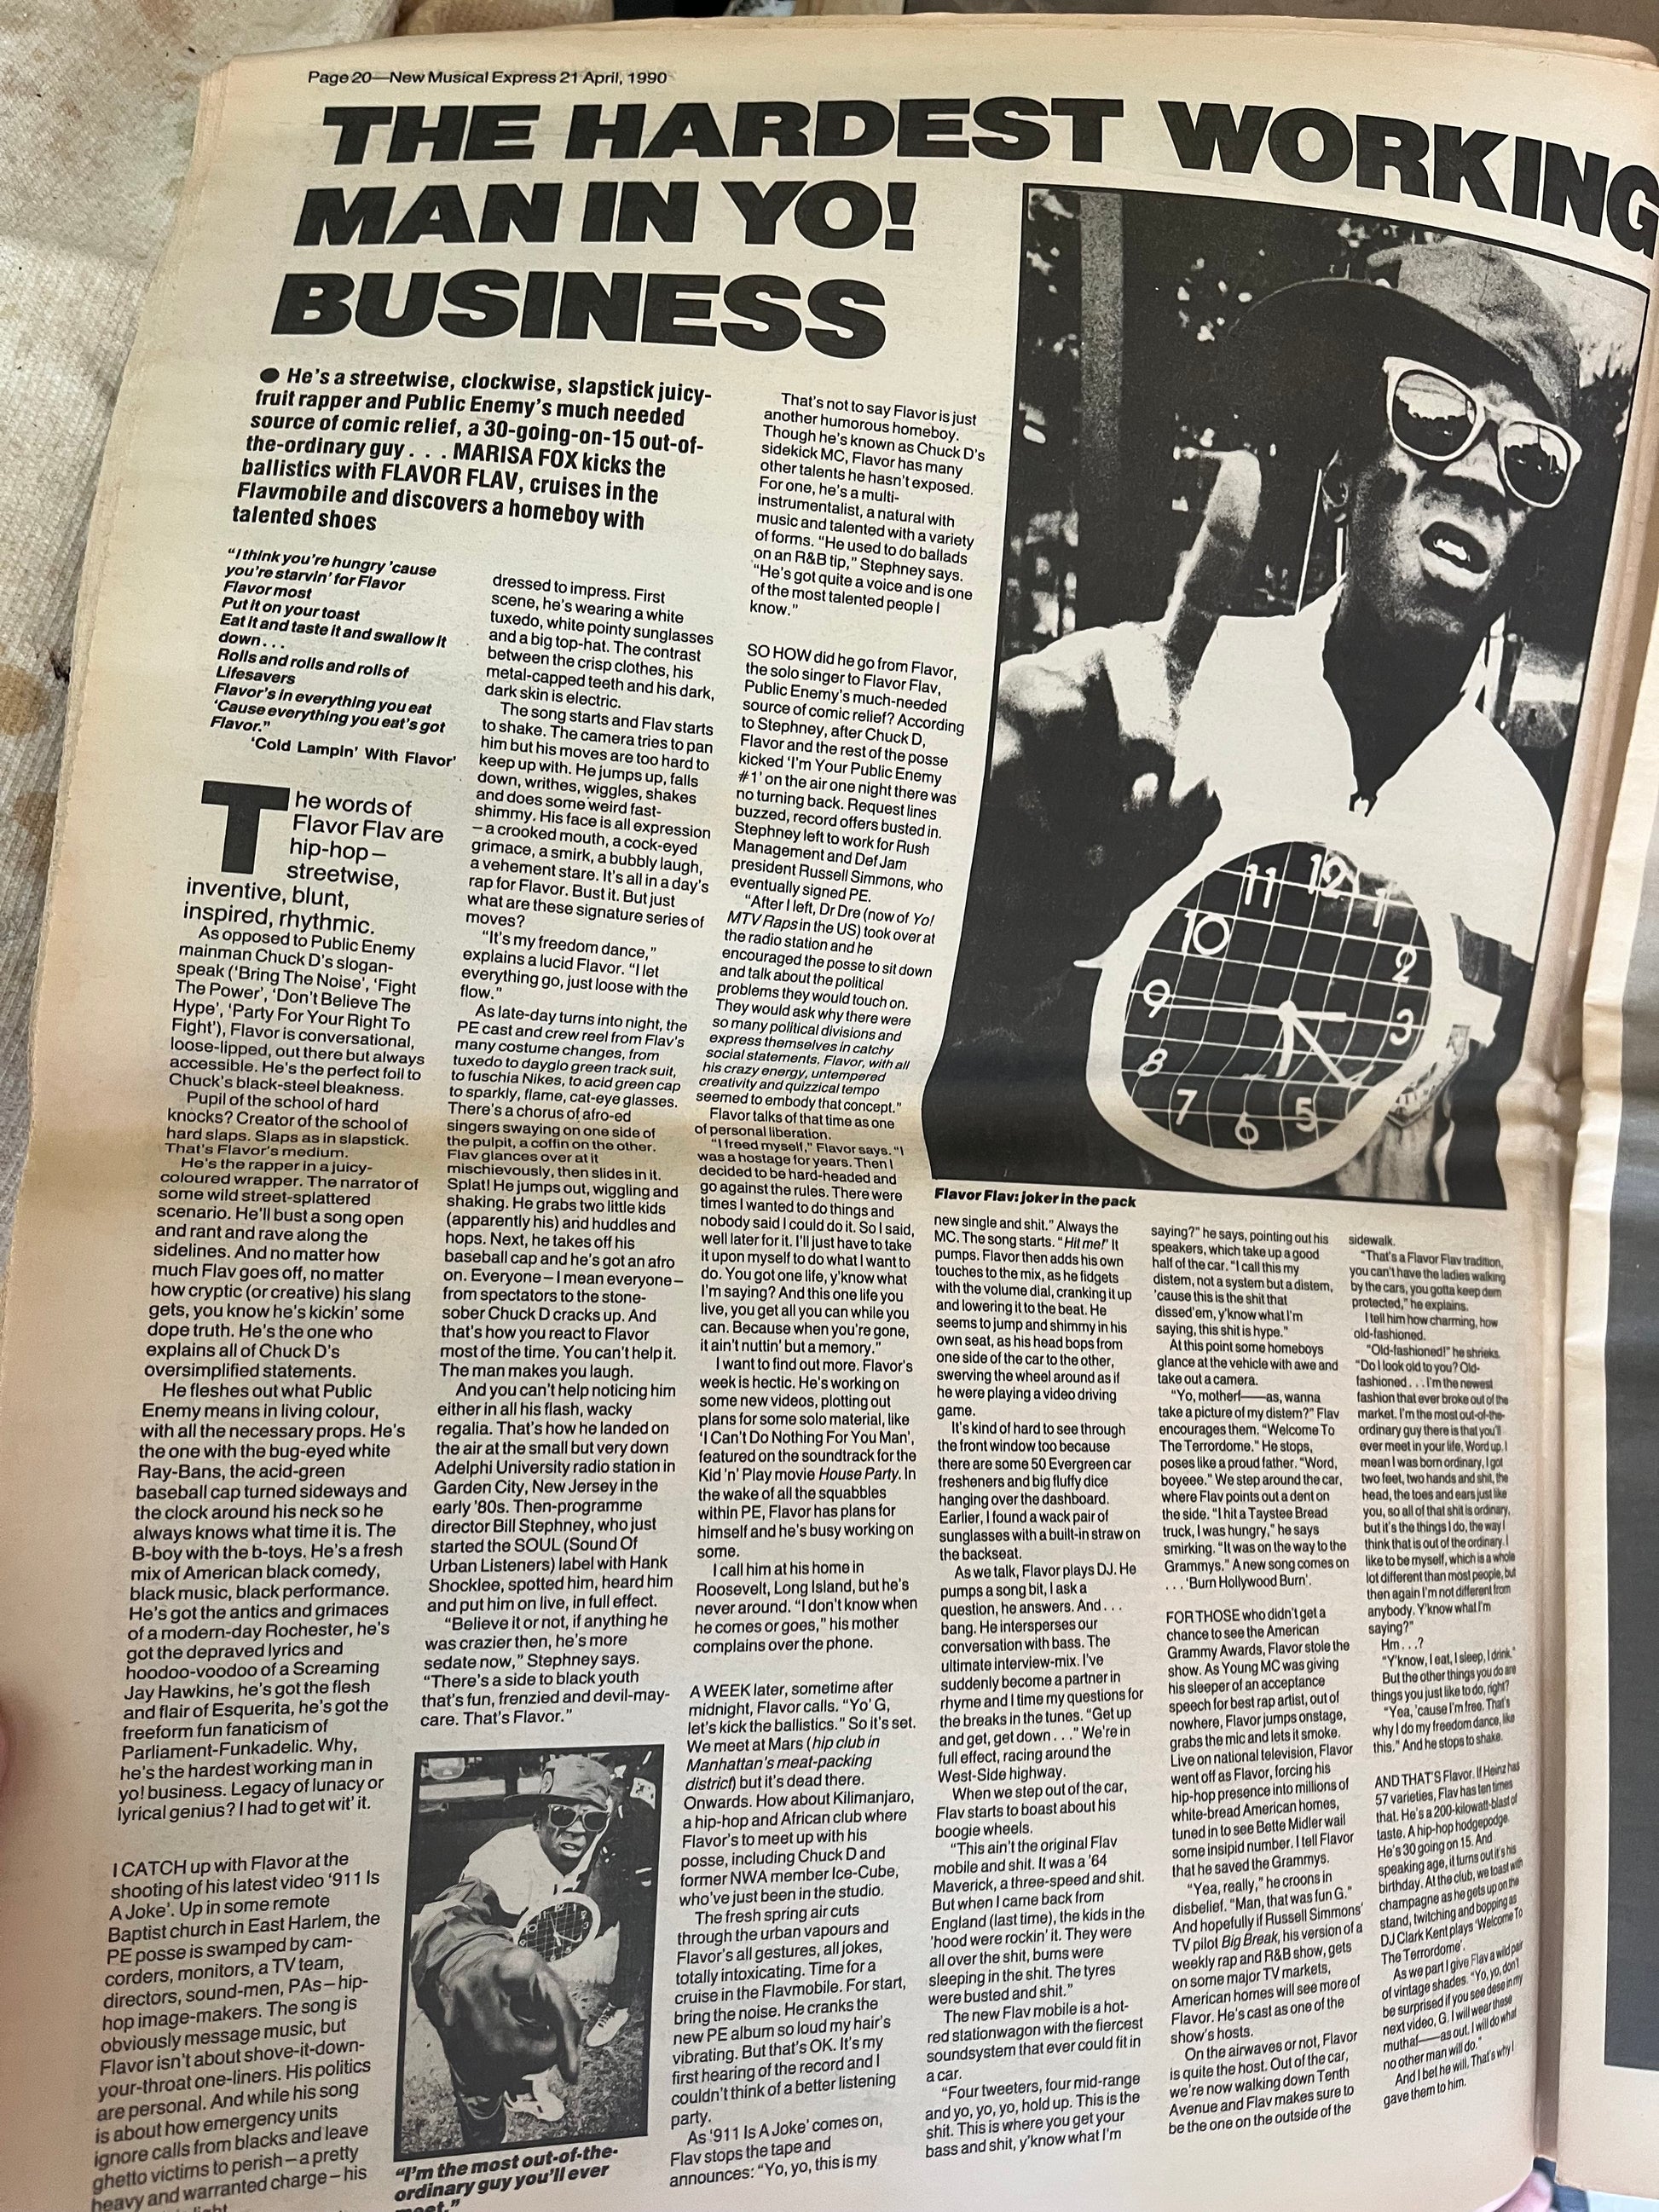 Page 20—New Musical Express 21 April, 1990
THE HARDEST WORKING
MAN IN YO!
BUSINESS
● He's a streetwise, clockwise, slapstick juicy-
fruit rapper and Public Enemy's much needed
source of comic relief, a 30-going-on-15 out-of-
the-ordinary guy . . . MARISA FOX kicks the
ballistics with FLAVOR FLAV, cruises in the
Flavmobile and discovers a homeboy with
talented shoes
"I think you're hungry 'cause
you're starvin' for Flavor
Flavor most
Put it on your toast
Eat it and taste it and swallow it
down . . .
Rolls and rolls and rolls of
Lifesavers
Flavor's in everything you eat
'Cause everything you eat's got
Flavor."
'Cold Lampin' With Flavor'
The words of
Flavor Flav are
hip-hop –
streetwise,
inventive, blunt,
inspired, rhythmic.
As opposed to Public Enemy
mainman Chuck D's slogan-
speak ('Bring The Noise', 'Fight
The Power', 'Don't Believe The
Hype', 'Party For Your Right To
Fight'), Flavor is conversational,
loose-lipped, out there but always
accessible. He's the perfect foil to
Chuck's black-steel bleakness.
Pupil of the school of hard
knocks? Creator of the school of
hard slaps. Slaps as in slapstick.
That's Flavor's medium.
He's the rapper in a juicy-
coloured wrapper. The narrator of
some wild street-splattered
scenario. He'll bust a song open
and rant and rave along the
sidelines. And no matter how
much Flav goes off, no matter
how cryptic (or creative) his slang
gets, you know he's kickin' some
dope truth. He's the one who
explains all of Chuck D's
oversimplified statements.
He fleshes out what Public
Enemy means in living colour,
with all the necessary props. He's
the one with the bug-eyed white
Ray-Bans, the acid-green
baseball cap turned sideways and
the clock around his neck so he
always knows what time it is. The
B-boy with the b-toys. He's a fresh
mix of American black comedy,
black music, black performance.
He's got the antics and grimaces
of a modern-day Rochester, he's
got the depraved lyrics and
hoodoo-voodoo of a Screaming
Jay Hawkins, he's got the flesh
and flair of Esquerita, he's got the
freeform fun fanaticism of
Parliament-Funkadelic. Why,
he's the hardest working man in
yo! business. Legacy of lunacy or
lyrical genius? I had to get wit' it.
I CATCH up with Flavor at the
shooting of his latest video '911 Is
A Joke'. Up in some remote
Baptist church in East Harlem, the
PE posse is swamped by cam-
corders, monitors, a TV team,
directors, sound-men, PAs – hip-
hop image-makers. The song is
obviously message music, but
Flavor isn't about shove-it-down-
your-throat one-liners. His politics
are personal. And while his song
is about how emergency units
ignore calls from blacks and leave
ghetto victims to perish – a pretty
heavy and warranted charge – his
dressed to impress. First
scene, he's wearing a white
tuxedo, white pointy sunglasses
and a big top-hat. The contrast
between the crisp clothes, his
metal-capped teeth and his dark,
dark skin is electric.
The song starts and Flav starts
to shake. The camera tries to pan
him but his moves are too hard to
keep up with. He jumps up, falls
down, writhes, wiggles, shakes
and does some weird fast-
shimmy. His face is all expression
– a crooked mouth, a cock-eyed
grimace, a smirk, a bubbly laugh,
a vehement stare. It's all in a day's
rap for Flavor. Bust it. But just
what are these signature series of
moves?
"It's my freedom dance,"
explains a lucid Flavor. "I let
everything go, just loose with the
flow."
As late-day turns into night, the
PE cast and crew reel from Flav's
many costume changes, from
tuxedo to dayglo green track suit,
to fuschia Nikes, to acid green cap
to sparkly, flame, cat-eye glasses.
There's a chorus of afro-ed
singers swaying on one side of
the pulpit, a coffin on the other.
Flav glances over at it
mischievously, then slides in it.
Splat! He jumps out, wiggling and
shaking. He grabs two little kids
(apparently his) and huddles and
hops. Next, he takes off his
baseball cap and he's got an afro
on. Everyone – I mean everyone –
from spectators to the stone-
sober Chuck D cracks up. And
that's how you react to Flavor
most of the time. You can't help it.
The man makes you laugh.
And you can't help noticing him
either in all his flash, wacky
regalia. That's how he landed on
the air at the small but very down
Adelphi University radio station in
Garden City, New Jersey in the
early '80s. Then-programme
director Bill Stephney, who just
started the SOUL (Sound Of
Urban Listeners) label with Hank
Shocklee, spotted him, heard him
and put him on live, in full effect.
"Believe it or not, if anything he
was crazier then, he's more
sedate now," Stephney says.
"There's a side to black youth
that's fun, frenzied and devil-may-
care. That's Flavor."
"I'm the most out-of-the-
ordinary guy you'll ever
meet."
That's not to say Flavor is just
another humorous homeboy.
Though he's known as Chuck D's
sidekick MC, Flavor has many
other talents he hasn't exposed.
For one, he's a multi-
instrumentalist, a natural with
music and talented with a variety
of forms. "He used to do ballads
on an R&B tip," Stephney says.
"He's got quite a voice and is one
of the most talented people I
know."
SO HOW did he go from Flavor,
the solo singer to Flavor Flav,
Public Enemy's much-needed
source of comic relief? According
to Stephney, after Chuck D,
Flavor and the rest of the posse
kicked 'I'm Your Public Enemy
#1' on the air one night there was
no turning back. Request lines
buzzed, record offers busted in.
Stephney left to work for Rush
Management and Def Jam
president Russell Simmons, who
eventually signed PE.
"After I left, Dr Dre (now of Yo!
MTV Raps in the US) took over at
the radio station and he
encouraged the posse to sit down
and talk about the political
problems they would touch on.
They would ask why there were
so many political divisions and
express themselves in catchy
social statements. Flavor, with all
his crazy energy, untempered
creativity and quizzical tempo
seemed to embody that concept."
Flavor talks of that time as one
of personal liberation.
"I freed myself," Flavor says. "I
was a hostage for years. Then I
decided to be hard-headed and
go against the rules. There were
times I wanted to do things and
nobody said I could do it. So I said,
well later for it. I'll just have to take
it upon myself to do what I want to
do. You got one life, y'know what
I'm saying? And this one life you
live, you get all you can while you
can. Because when you're gone,
it ain't nuttin' but a memory."
I want to find out more. Flavor's
week is hectic. He's working on
some new videos, plotting out
plans for some solo material, like
'I Can't Do Nothing For You Man',
featured on the soundtrack for the
Kid 'n' Play movie House Party. In
the wake of all the squabbles
within PE, Flavor has plans for
himself and he's busy working on
some.
I call him at his home in
Roosevelt, Long Island, but he's
never around. "I don't know when
he comes or goes," his mother
complains over the phone.
A WEEK later, sometime after
midnight, Flavor calls. "Yo' G,
let's kick the ballistics." So it's set.
We meet at Mars (hip club in
Manhattan's meat-packing
district) but it's dead there.
Onwards. How about Kilimanjaro,
a hip-hop and African club where
Flavor's to meet up with his
posse, including Chuck D and
former NWA member Ice-Cube,
who've just been in the studio.
The fresh spring air cuts
through the urban vapours and
Flavor's all gestures, all jokes,
totally intoxicating. Time for a
cruise in the Flavmobile. For start,
bring the noise. He cranks the
new PE album so loud my hair's
vibrating. But that's OK. It's my
first hearing of the record and I
couldn't think of a better listening
party.
As '911 Is A Joke' comes on,
Flav stops the tape and
announces: "Yo, yo, this is my
11 12 1
10 2
9 3
8
7 6 5
Flavor Flav: joker in the pack
new single and shit." Always the
MC. The song starts. "Hit me!" It
pumps. Flavor then adds his own
touches to the mix, as he fidgets
with the volume dial, cranking it up
and lowering it to the beat. He
seems to jump and shimmy in his
own seat, as his head bops from
one side of the car to the other,
swerving the wheel around as if
he were playing a video driving
game.
It's kind of hard to see through
the front window too because
there are some 50 Evergreen car
fresheners and big fluffy dice
hanging over the dashboard.
Earlier, I found a wack pair of
sunglasses with a built-in straw on
the backseat.
As we talk, Flavor plays DJ. He
pumps a song bit, I ask a
question, he answers. And . . .
bang. He intersperses our
conversation with bass. The
ultimate interview-mix. I've
suddenly become a partner in
rhyme and I time my questions for
the breaks in the tunes. "Get up
and get, get down . . ." We're in
full effect, racing around the
West-Side highway.
When we step out of the car,
Flav starts to boast about his
boogie wheels.
"This ain't the original Flav
mobile and shit. It was a '64
Maverick, a three-speed and shit.
But when I came back from
England (last time), the kids in the
'hood were rockin' it. They were
all over the shit, bums were
sleeping in the shit. The tyres
were busted and shit."
The new Flav mobile is a hot-
red stationwagon with the fiercest
soundsystem that ever could fit in
a car.
"Four tweeters, four mid-range
and yo, yo, yo, hold up. This is the
shit. This is where you get your
bass and shit, y'know what I'm
saying?" he says, pointing out his
speakers, which take up a good
half of the car. "I call this my
distem, not a system but a distem,
'cause this is the shit that
dissed'em, y'know what I'm
saying, this shit is hype."
At this point some homeboys
glance at the vehicle with awe and
take out a camera.
"Yo, motherf——as, wanna
take a picture of my distem?" Flav
encourages them. "Welcome To
The Terrordome." He stops,
poses like a proud father. "Word,
boyeee." We step around the car,
where Flav points out a dent on
the side. "I hit a Taystee Bread
truck, I was hungry," he says
smirking. "It was on the way to the
Grammys." A new song comes on
. . . 'Burn Hollywood Burn'.
FOR THOSE who didn't get a
chance to see the American
Grammy Awards, Flavor stole the
show. As Young MC was giving
his sleeper of an acceptance
speech for best rap artist, out of
nowhere, Flavor jumps onstage,
grabs the mic and lets it smoke.
Live on national television, Flavor
went off as Flavor, forcing his
hip-hop presence into millions of
white-bread American homes,
tuned in to see Bette Midler wail
some insipid number. I tell Flavor
that he saved the Grammys.
"Yea, really," he croons in
disbelief. "Man, that was fun G."
And hopefully if Russell Simmons'
TV pilot Big Break, his version of a
weekly rap and R&B show, gets
on some major TV markets,
American homes will see more of
Flavor. He's cast as one of the
show's hosts.
On the airwaves or not, Flavor
is quite the host. Out of the car,
we're now walking down Tenth
Avenue and Flav makes sure to
be the one on the outside of the
sidewalk.
"That's a Flavor Flav tradition,
you can't have the ladies walking
by the cars, you gotta keep dem
protected," he explains.
I tell him how charming, how
old-fashioned.
"Old-fashioned!" he shrieks.
"Do I look old to you? Old-
fashioned . . . I'm the newest
fashion that ever broke out of the
market. I'm the most out-of-the-
ordinary guy there is that you'll
ever meet in your life. Word up. I
mean I was born ordinary, I got
two feet, two hands and shit, the
head, the toes and ears just like
you, so all of that shit is ordinary,
but it's the things I do, the way I
think that is out of the ordinary. I
like to be myself, which is a whole
lot different than most people, but
then again I'm not different from
anybody. Y'know what I'm
saying?"
Hm . . .?
"Y'know, I eat, I sleep, I drink."
But the other things you do are
things you just like to do, right?
"Yea, 'cause I'm free. That's
why I do my freedom dance, like
this." And he stops to shake.
AND THAT'S Flavor. If Heinz has
57 varieties, Flav has ten times
that. He's a 200-kilowatt-blast of
taste. A hip-hop hodgepodge.
He's 30 going on 15. And
speaking age, it turns out it's his
birthday. At the club, we toast with
champagne as he gets up on the
stand, twitching and bopping as
DJ Clark Kent plays 'Welcome To
The Terrordome'.
As we part I give Flav a wild pair
of vintage shades. "Yo, yo, don't
be surprised if you see dese in my
next video, G. I will wear these
muthaf——as out. I will do what
no other man will do."
And I bet he will. That's why I
gave them to him.